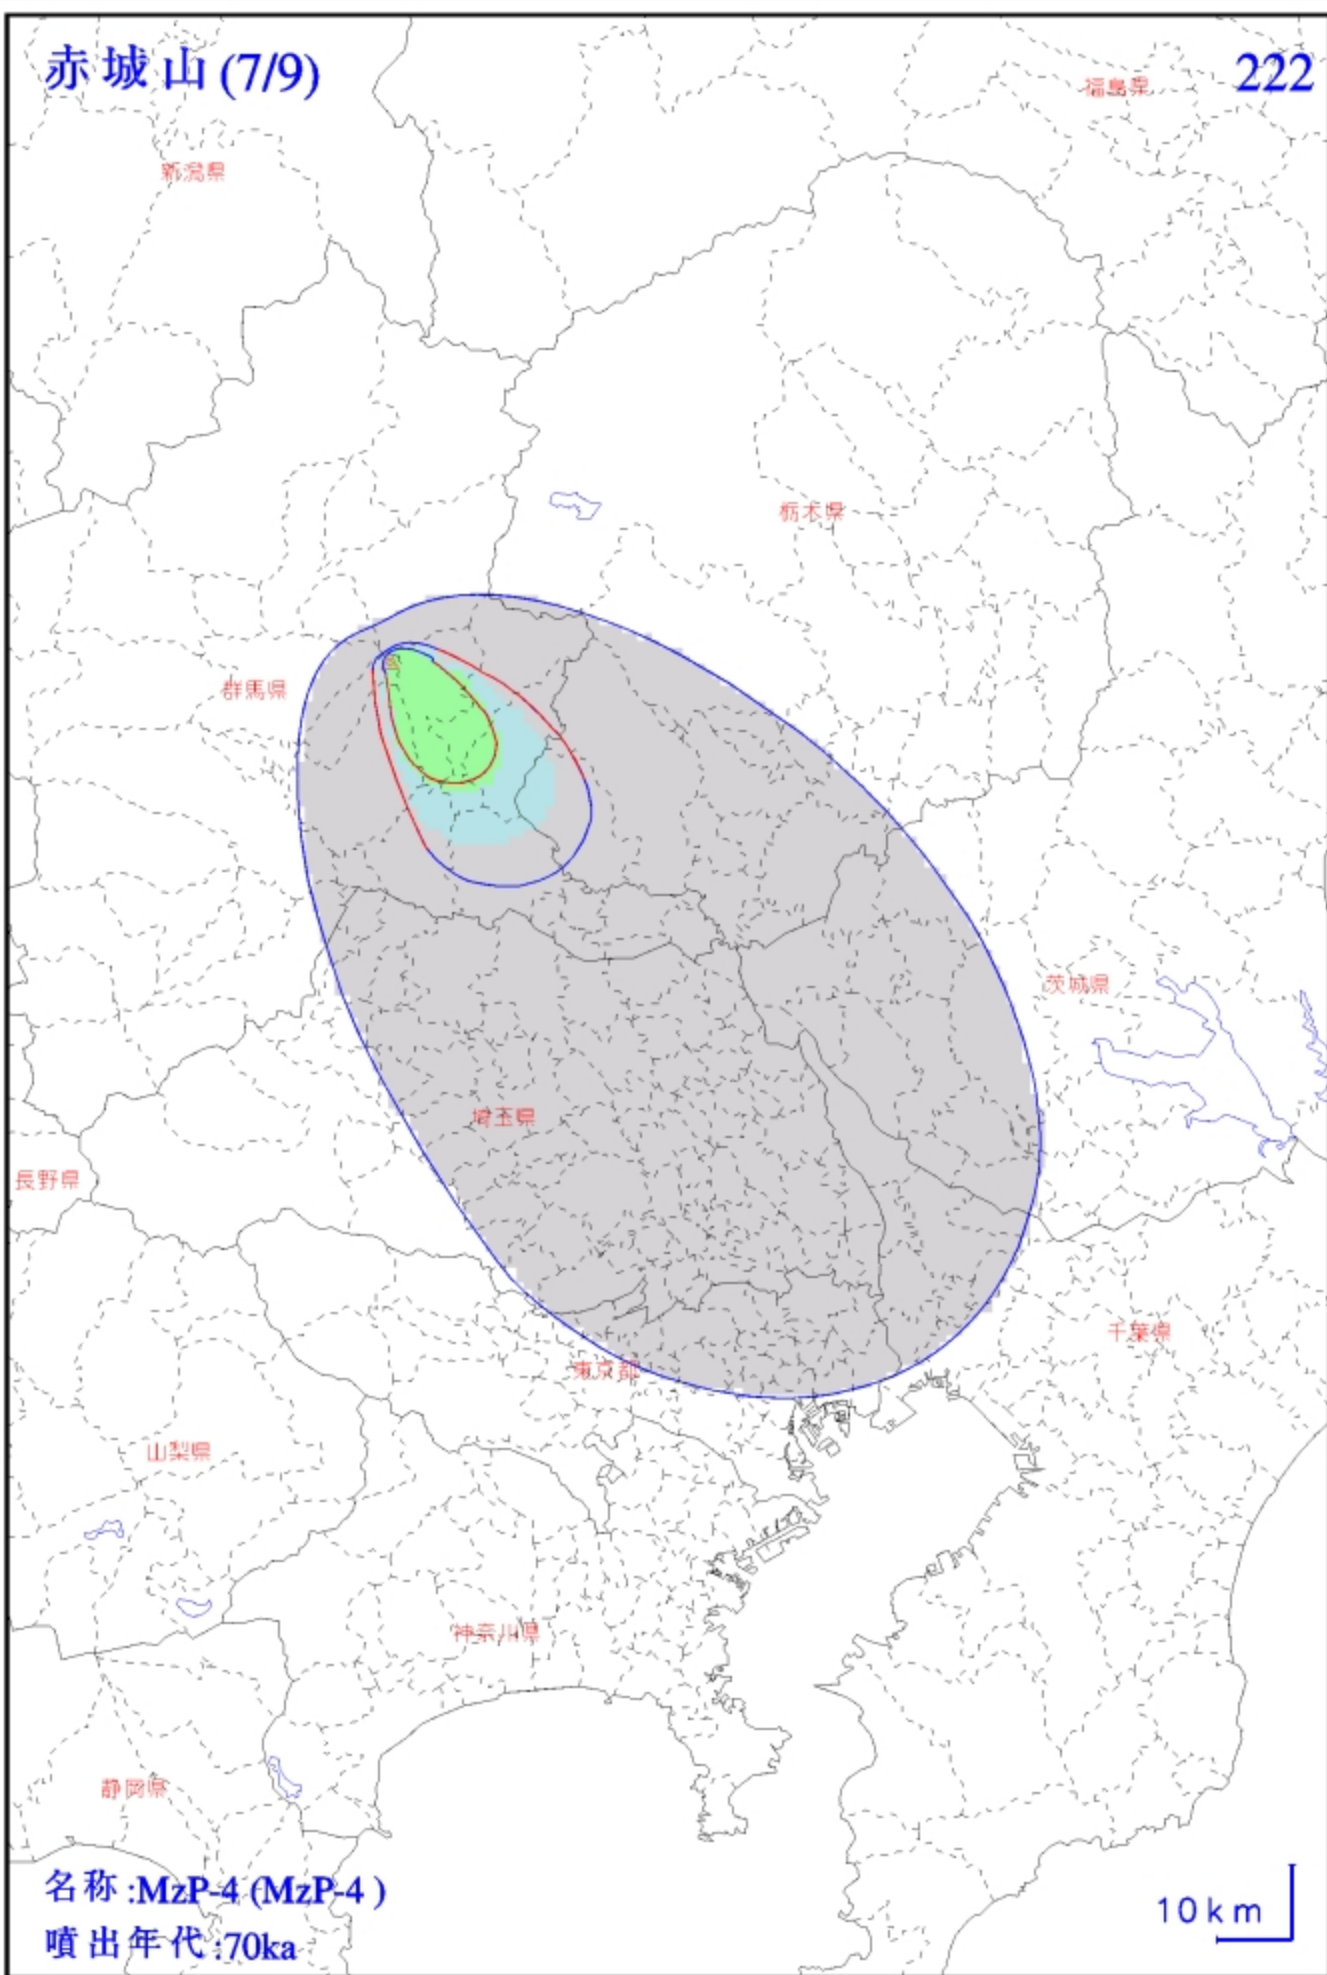 赤城山(7/9)
222
福島県
新潟県
栃木県
群馬県
茨城県
埼玉県
長野県
千葉県
東京都
山梨県
神奈川県
静岡県
名称:MzP-4 (MzP-4 )
噴出年代:70ka
10km